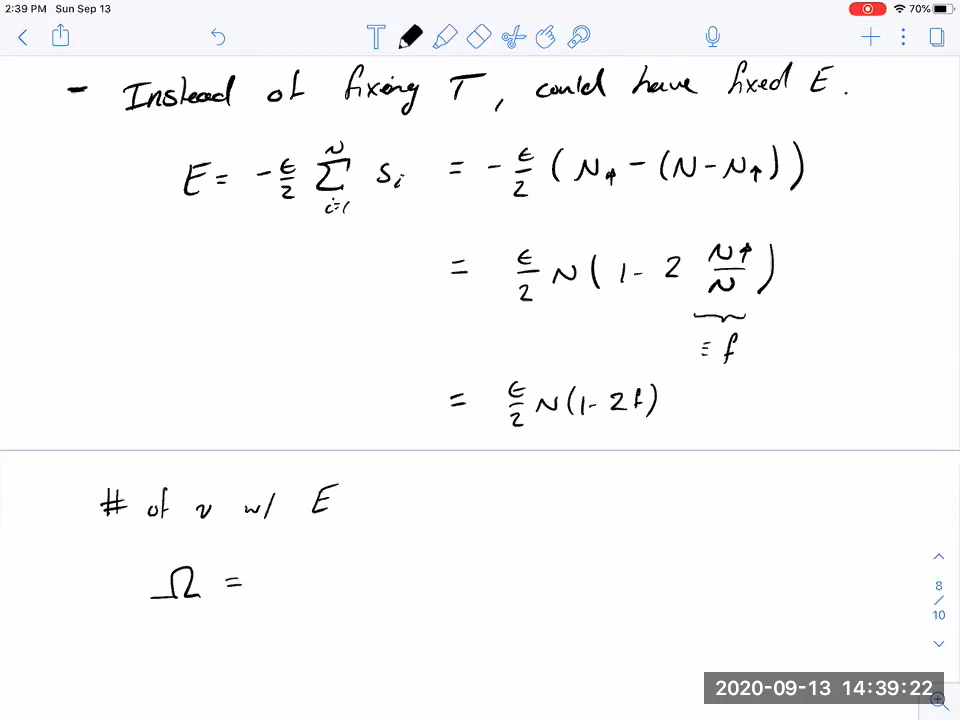 2:39 PM Sun Sep 13 70%
- Instead of fixing T, could have fixed E.
E = -ε/2 ∑_{i=1}^{N} s_i = -ε/2 (N↑ - (N - N↑))
= ε/2 N(1 - 2 N↑/N)
≡ f
= ε/2 N(1 - 2f)
# of ν w/ E
Ω =
8
/
10
2020-09-13 14:39:22